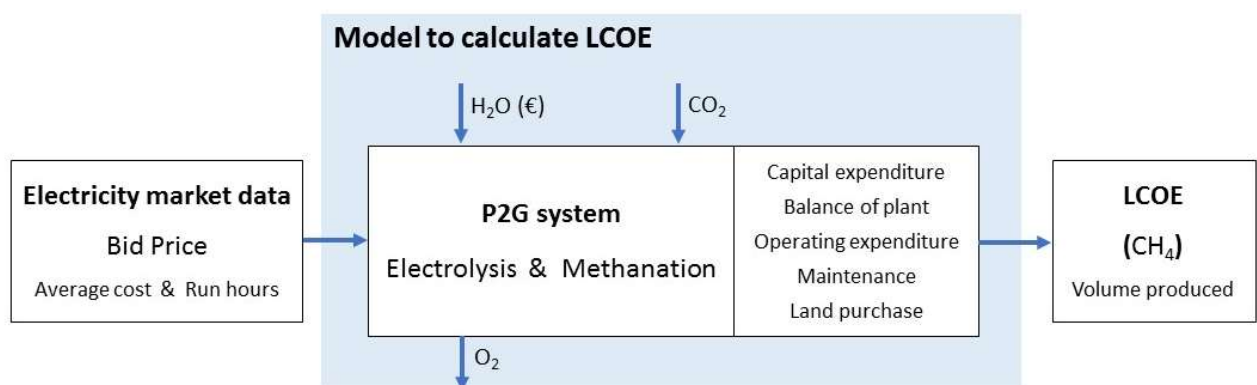 Model to calculate LCOE
H₂O (€)
CO₂
Electricity market data
Bid Price
Average cost & Run hours
P2G system
Electrolysis & Methanation
Capital expenditure
Balance of plant
Operating expenditure
Maintenance
Land purchase
LCOE
(CH₄)
Volume produced
O₂